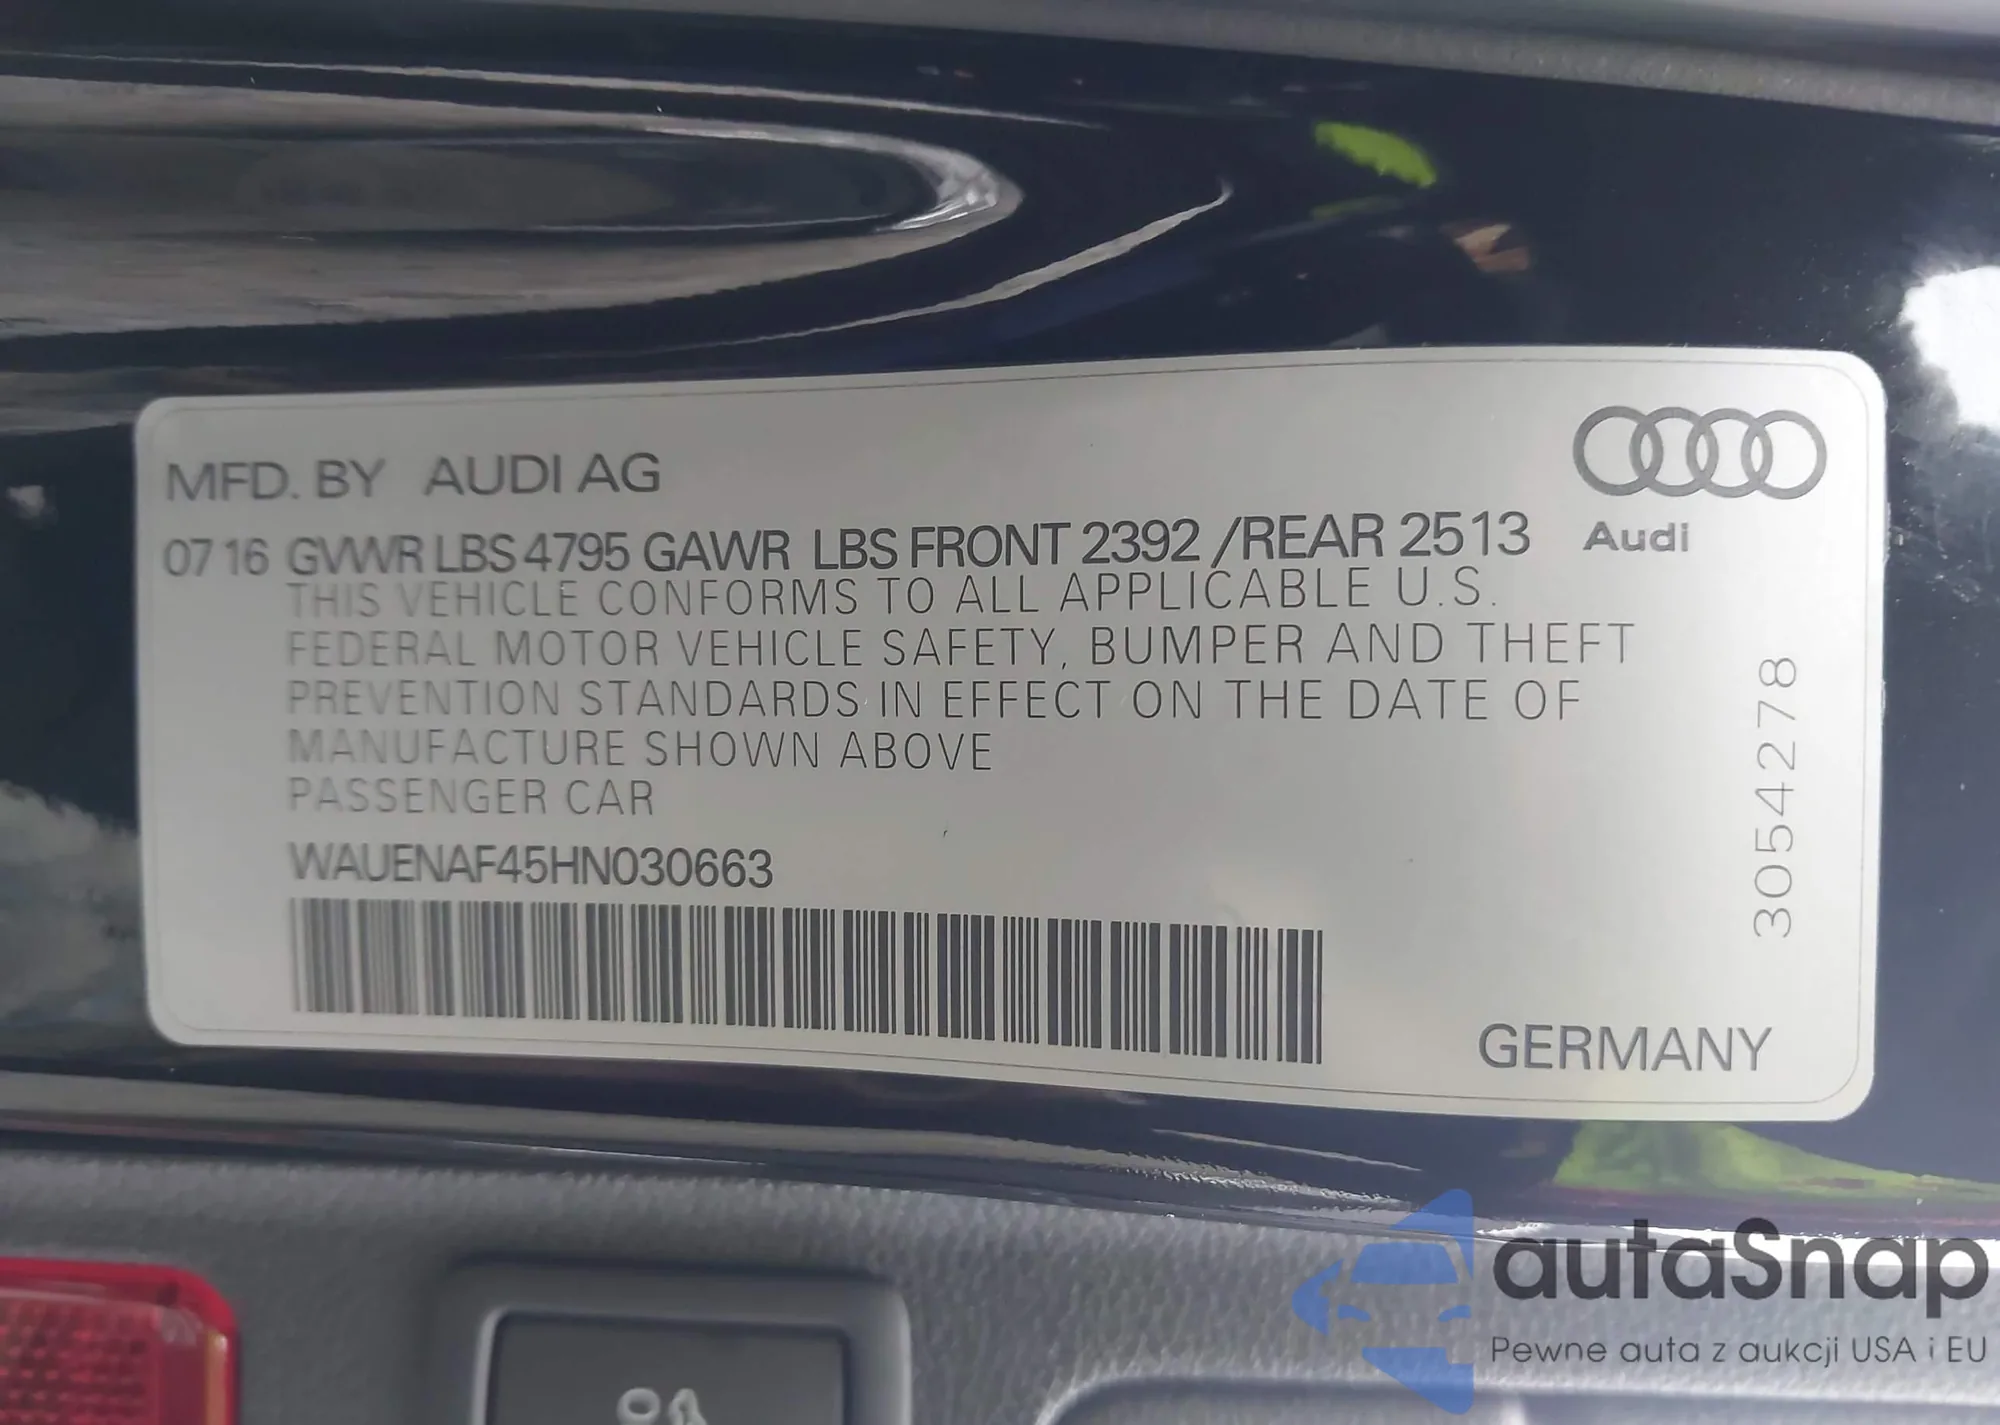 MFD. BY AUDI AG
07 16 GVWR LBS 4795 GAWR LBS FRONT 2392 /REAR 2513
Audi
THIS VEHICLE CONFORMS TO ALL APPLICABLE U.S.
FEDERAL MOTOR VEHICLE SAFETY, BUMPER AND THEFT
PREVENTION STANDARDS IN EFFECT ON THE DATE OF
MANUFACTURE SHOWN ABOVE
PASSENGER CAR
WAUENAF45HN030663
3054278
GERMANY
autaSnap
Pewne auta z aukcji USA i EU